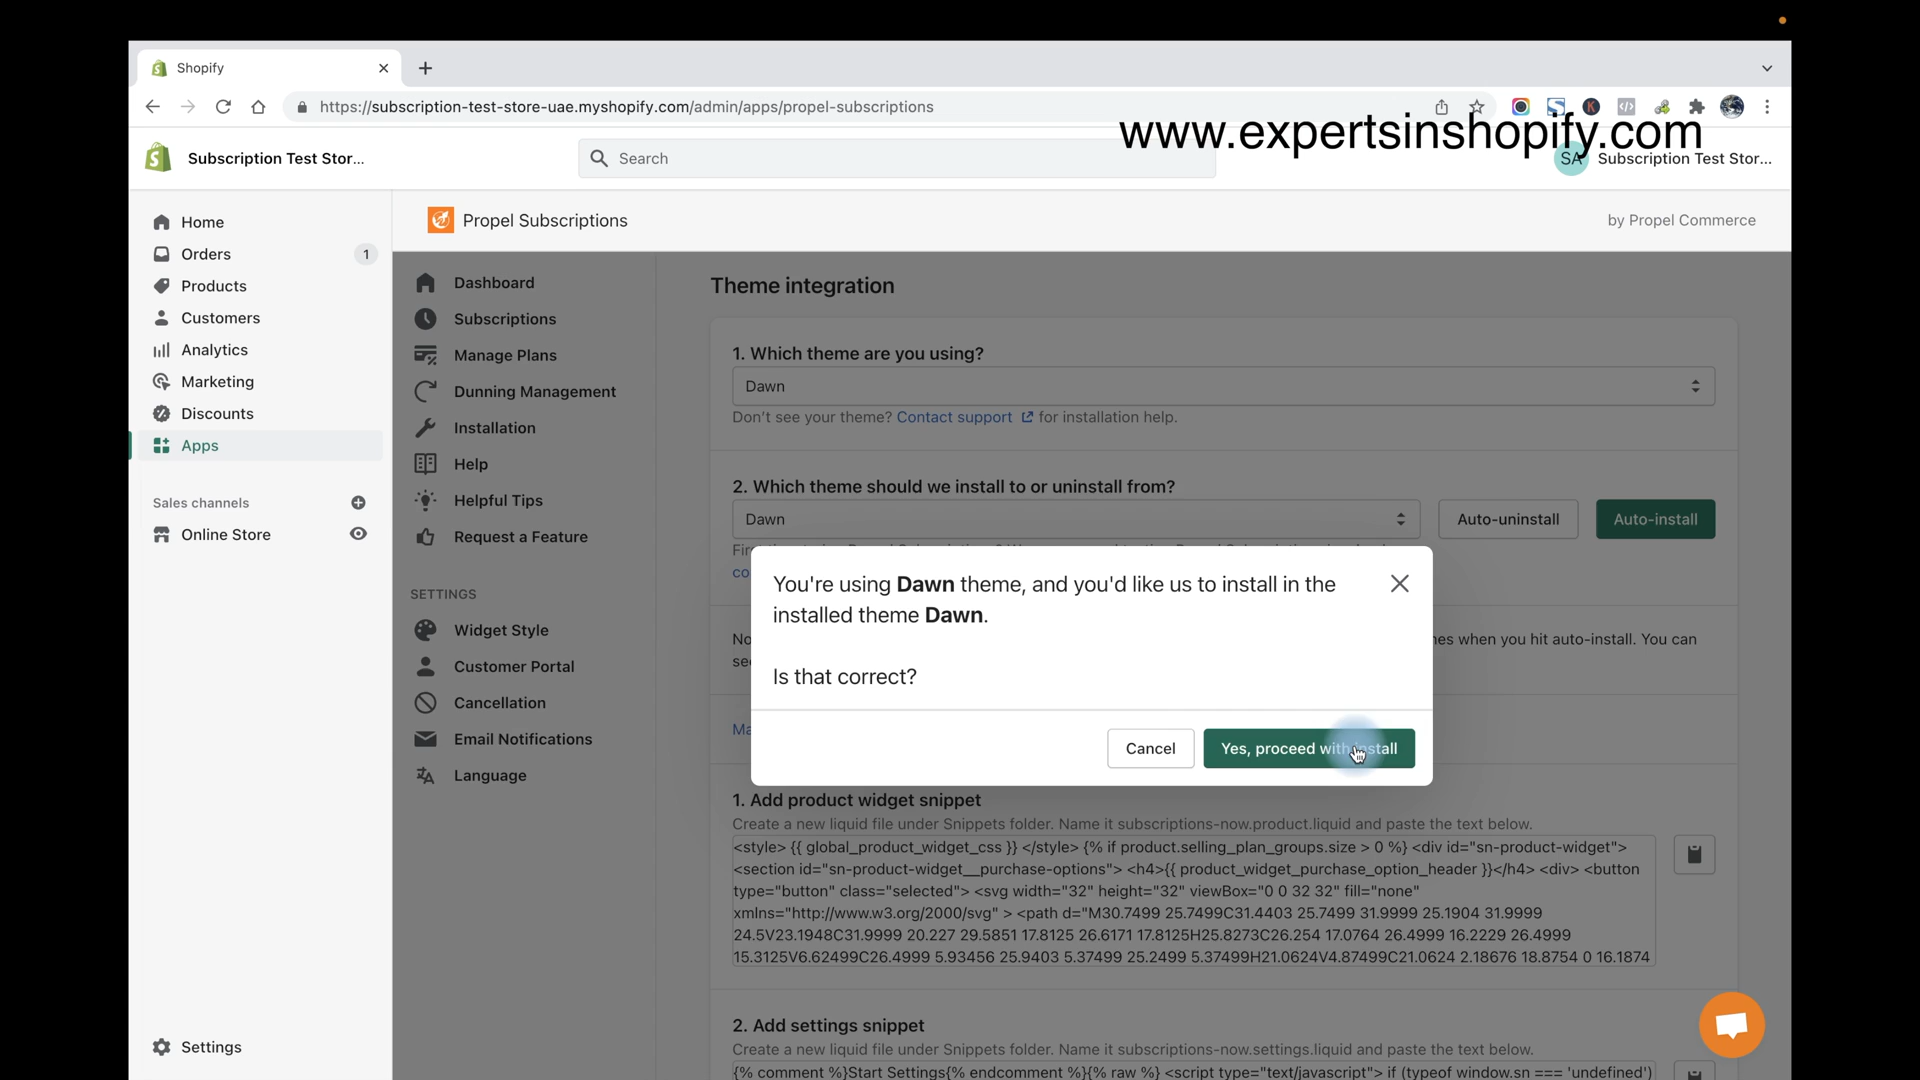 Shopify
https://subscription-test-store-uae.myshopify.com/admin/apps/propel-subscriptions
www.expertsinshopify.com
Subscription Test Stor...
Search
SA
Subscription Test Stor...
Home
Orders
1
Products
Customers
Analytics
Marketing
Discounts
Apps
Sales channels
Online Store
Settings
Propel Subscriptions
by Propel Commerce
Dashboard
Subscriptions
Manage Plans
Dunning Management
Installation
Help
Helpful Tips
Request a Feature
SETTINGS
Widget Style
Customer Portal
Cancellation
Email Notifications
Language
Theme integration
1. Which theme are you using?
Dawn
Don't see your theme? Contact support for installation help.
2. Which theme should we install to or uninstall from?
Dawn
Auto-uninstall
Auto-install
when you hit auto-install. You can
You're using Dawn theme, and you'd like us to install in the
installed theme Dawn.
Is that correct?
Cancel
Yes, proceed with install
1. Add product widget snippet
Create a new liquid file under Snippets folder. Name it subscriptions-now.product.liquid and paste the text below.
<style> {{ global_product_widget_css }} </style> {% if product.selling_plan_groups.size > 0 %} <div id="sn-product-widget">
<section id="sn-product-widget__purchase-options"> <h4>{{ product_widget_purchase_option_header }}</h4> <div> <button
type="button" class="selected"> <svg width="32" height="32" viewBox="0 0 32 32" fill="none"
xmlns="http://www.w3.org/2000/svg" > <path d="M30.7499 25.7499C31.4403 25.7499 31.9999 25.1904 31.9999
24.5V23.1948C31.9999 20.227 29.5851 17.8125 26.6171 17.8125H25.8273C26.254 17.0764 26.4999 16.2229 26.4999
15.3125V6.62499C26.4999 5.93456 25.9403 5.37499 25.2499 5.37499H21.0624V4.87499C21.0624 2.18676 18.8754 0 16.1874
2. Add settings snippet
Create a new liquid file under Snippets folder. Name it subscriptions-now.settings.liquid and paste the text below.
{% comment %}Start Settings{% endcomment %}{% raw %} <script type="text/javascript"> if (typeof window.sn === 'undefined')